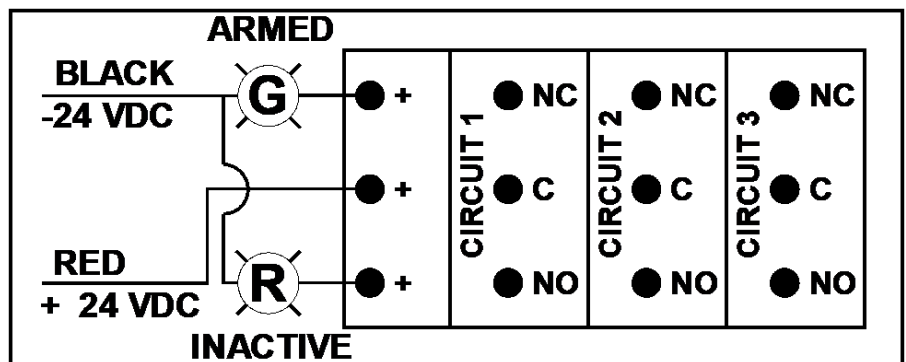 ARMED
BLACK
-24 VDC
G
+
+
+
RED
+ 24 VDC
R
INACTIVE
CIRCUIT 1
NC
C
NO
CIRCUIT 2
NC
C
NO
CIRCUIT 3
NC
C
NO